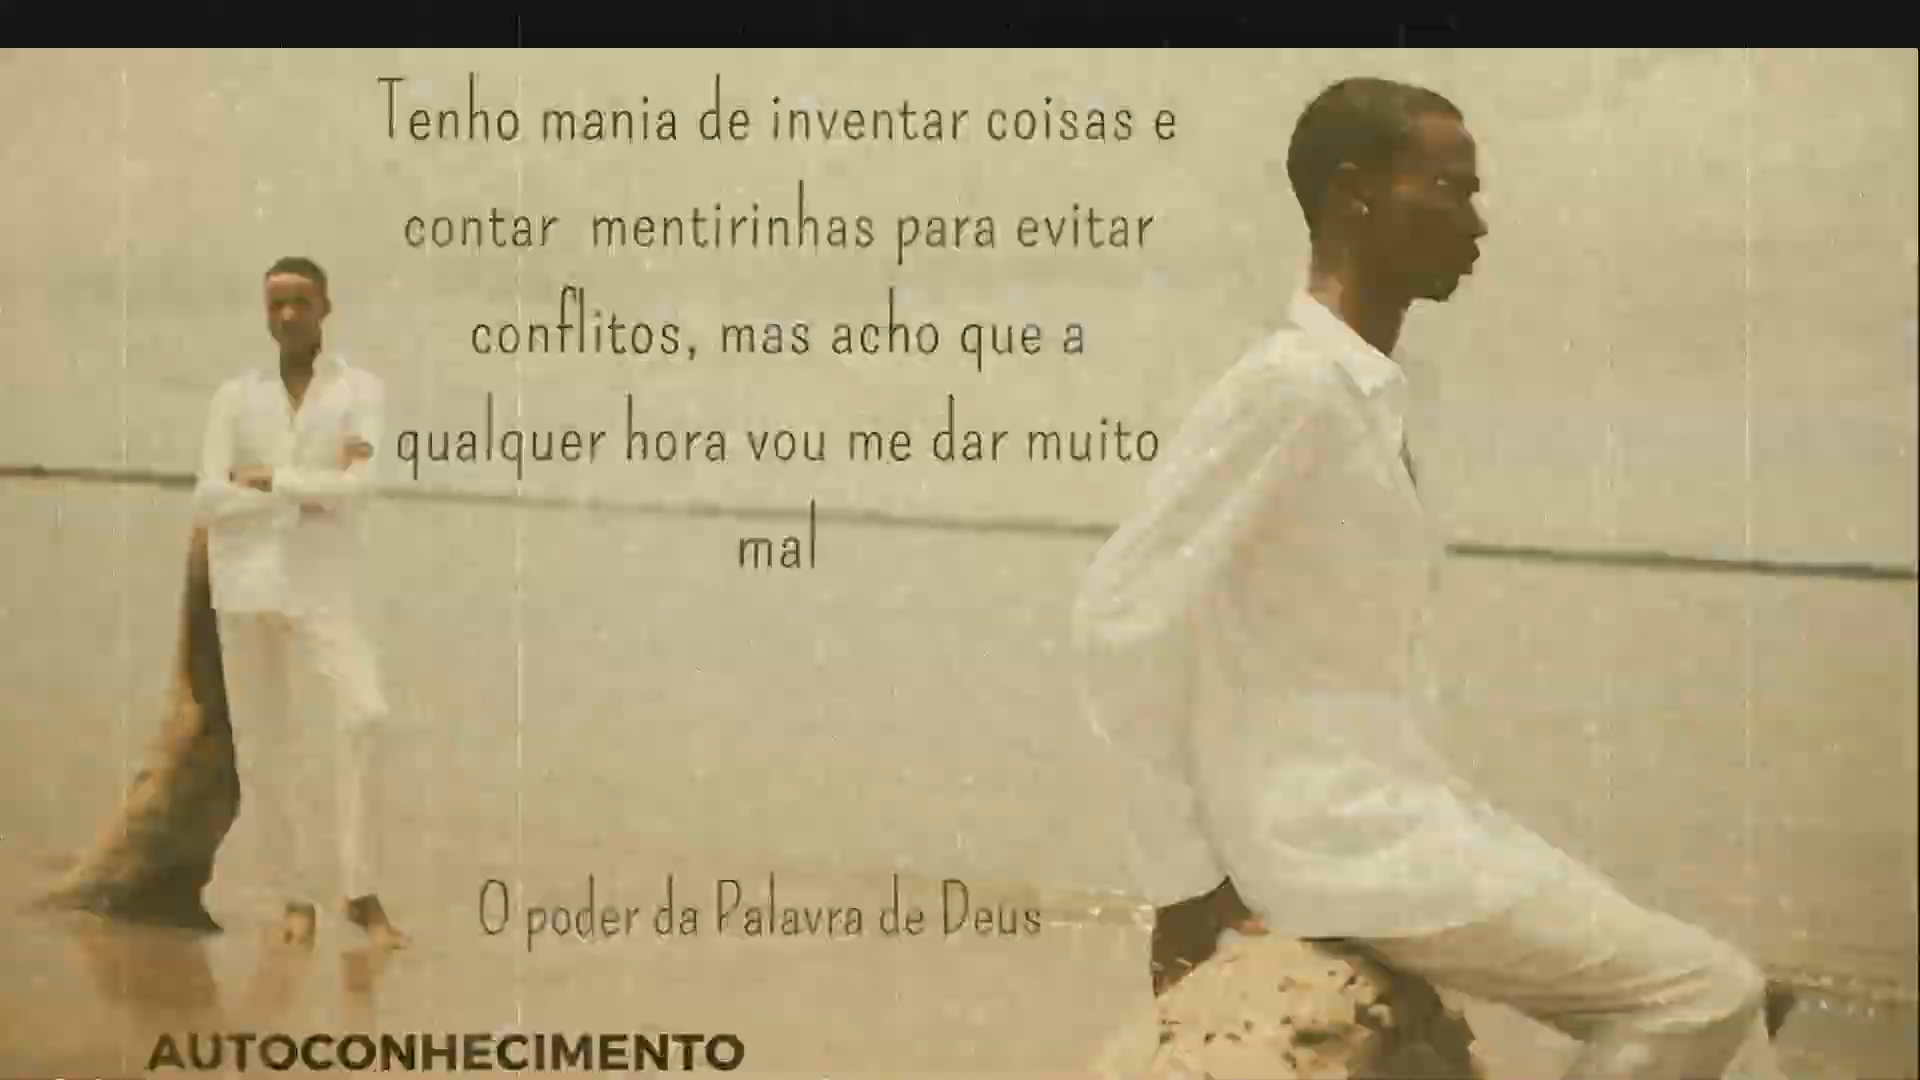 Tenho mania de inventar coisas e
contar mentirinhas para evitar
conflitos, mas acho que a
qualquer hora vou me dar muito
mal
O poder da Palavra de Deus
AUTOCONHECIMENTO